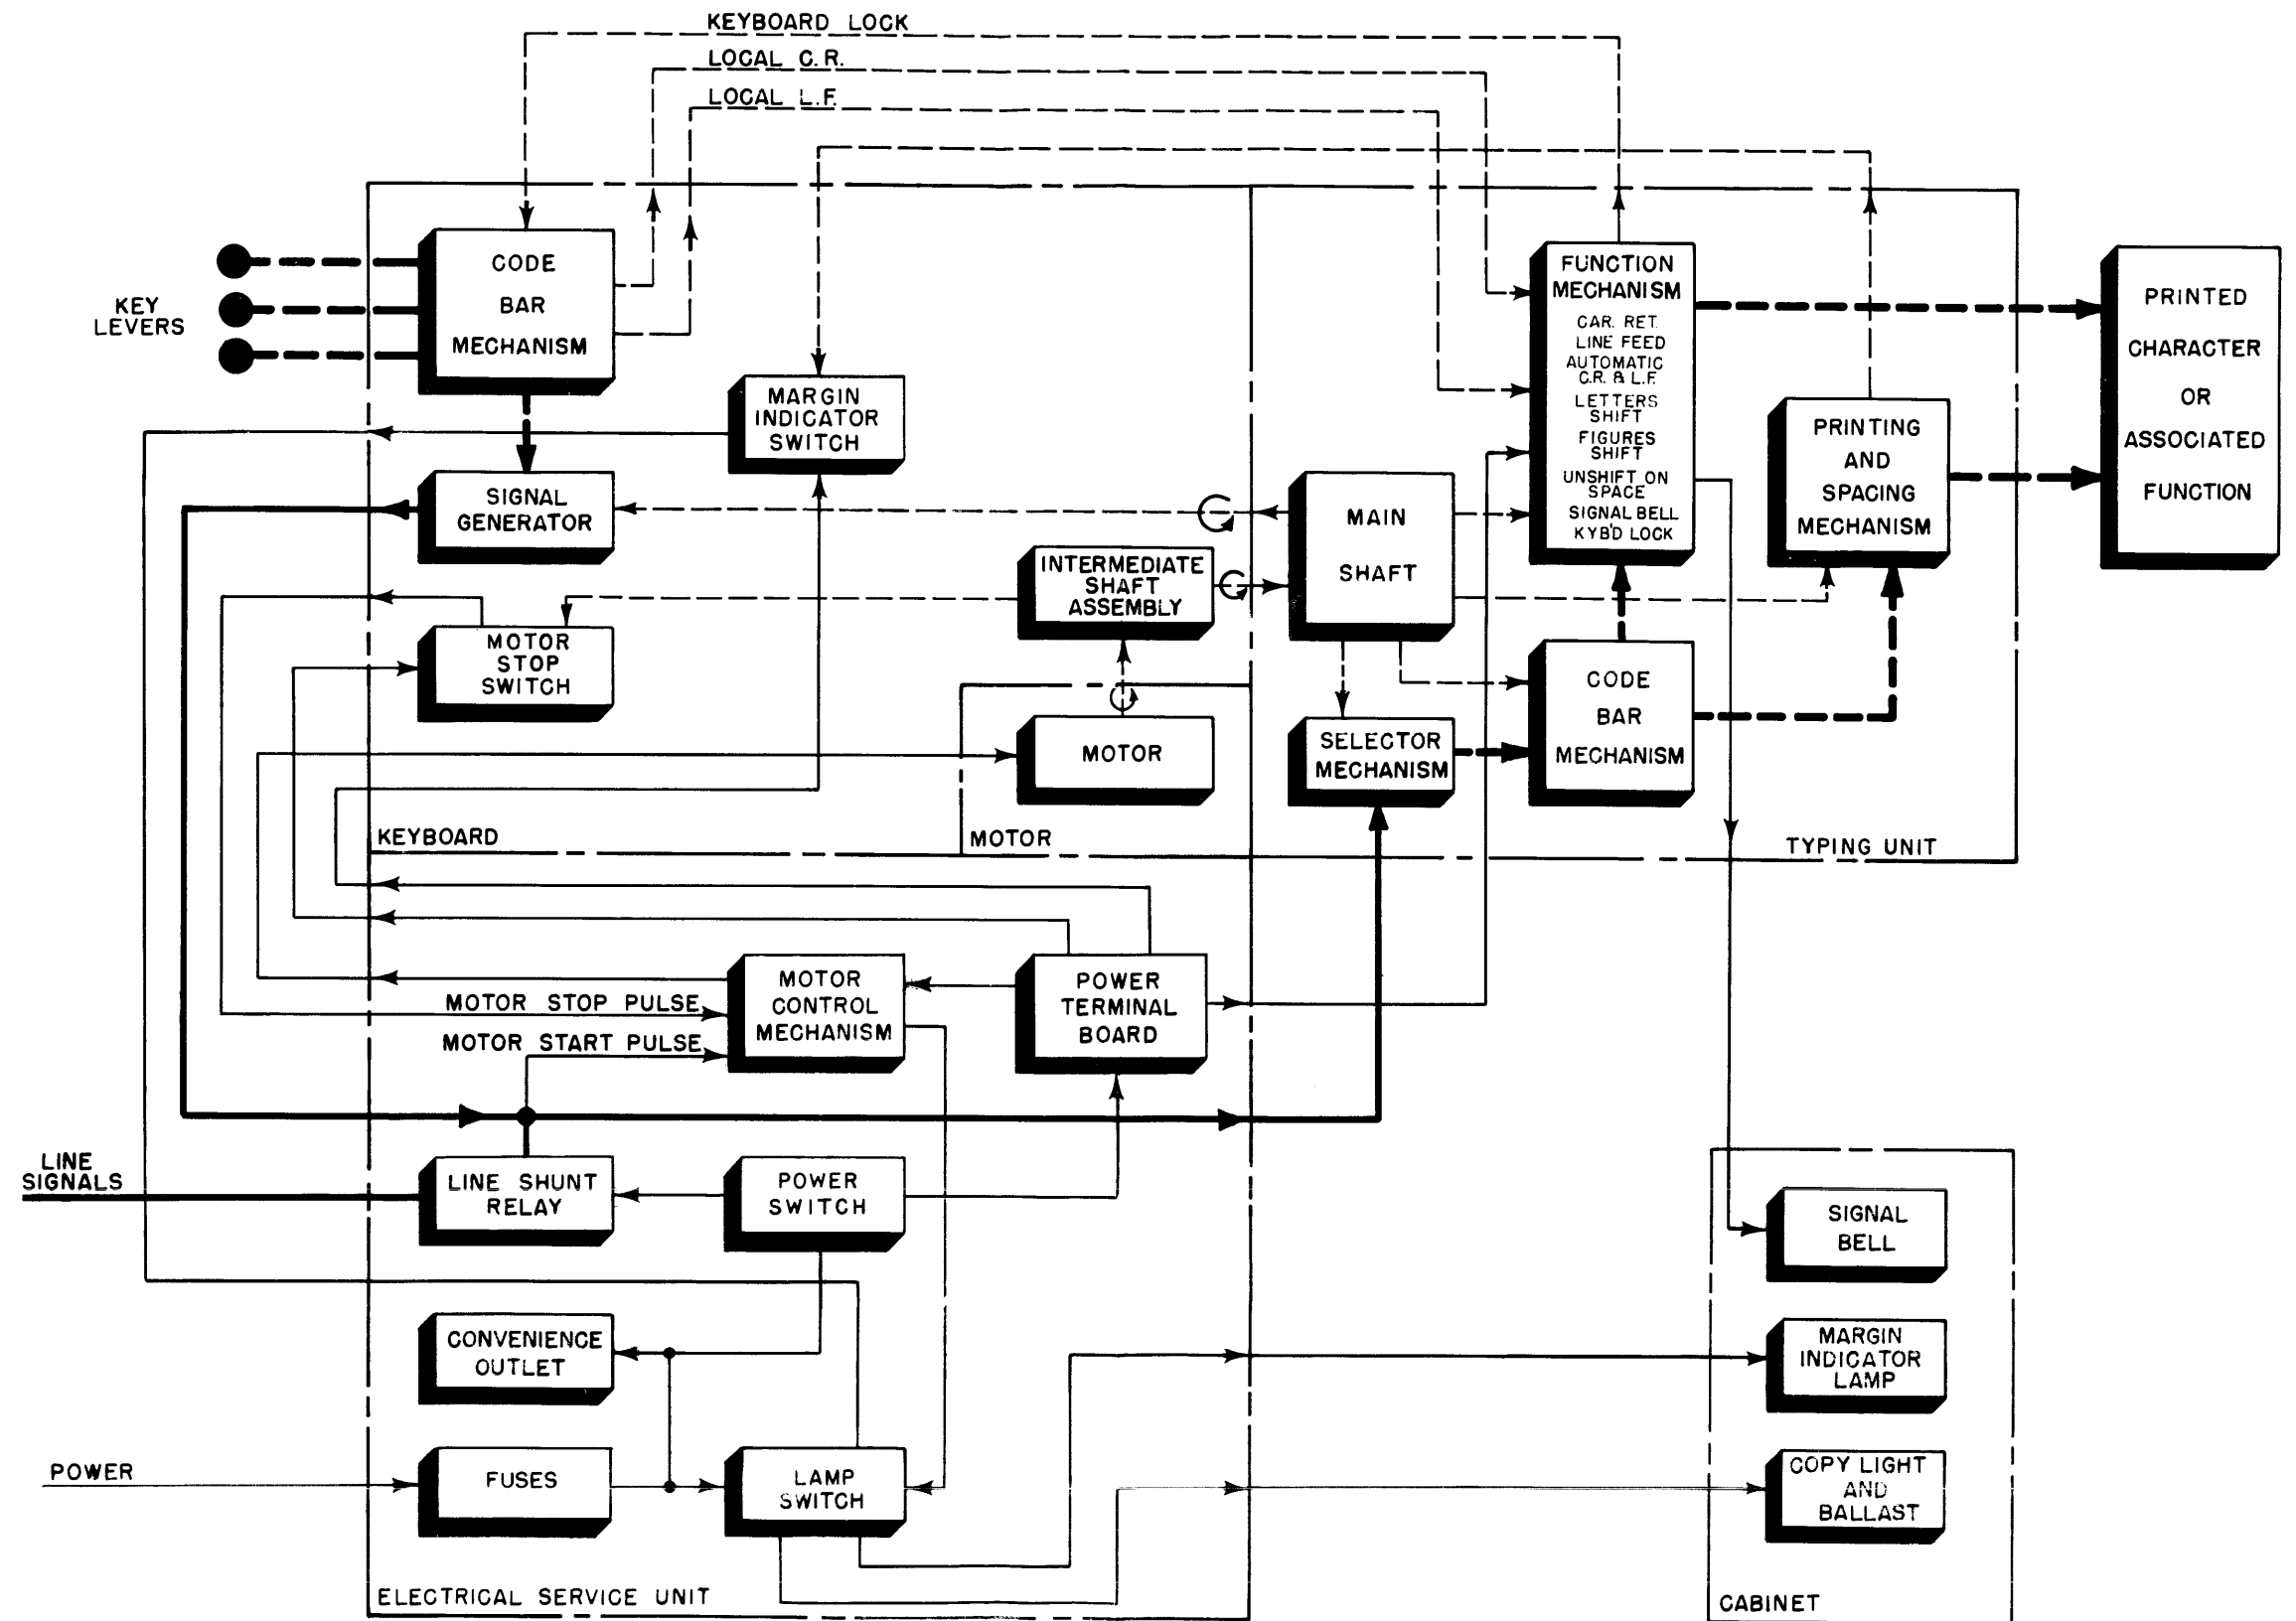 KEYBOARD LOCK
LOCAL C.R.
LOCAL L.F.
KEY
LEVERS
CODE
BAR
MECHANISM
MARGIN
INDICATOR
SWITCH
SIGNAL
GENERATOR
MOTOR
STOP
SWITCH
INTERMEDIATE
SHAFT
ASSEMBLY
MOTOR
KEYBOARD
MOTOR
MAIN
SHAFT
SELECTOR
MECHANISM
FUNCTION
MECHANISM
CAR. RET.
LINE FEED
AUTOMATIC
C.R. & L.F.
LETTERS
SHIFT
FIGURES
SHIFT
UNSHIFT ON
SPACE
SIGNAL BELL
KYB'D LOCK
CODE
BAR
MECHANISM
PRINTING
AND
SPACING
MECHANISM
PRINTED
CHARACTER
OR
ASSOCIATED
FUNCTION
TYPING UNIT
MOTOR
CONTROL
MECHANISM
MOTOR STOP PULSE
MOTOR START PULSE
POWER
TERMINAL
BOARD
LINE
SIGNALS
LINE SHUNT
RELAY
POWER
SWITCH
CONVENIENCE
OUTLET
POWER
FUSES
LAMP
SWITCH
ELECTRICAL SERVICE UNIT
SIGNAL
BELL
MARGIN
INDICATOR
LAMP
COPY LIGHT
AND
BALLAST
CABINET